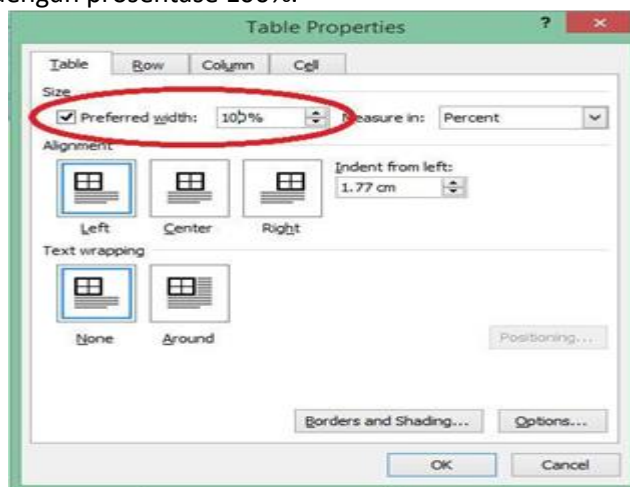 dengan prosentase 100%.
Table Properties ?
Table Row Column Cell
Size
Preferred width: 100% Measure in: Percent
Alignment
Indent from left:
1.77 cm
Left Center Right
Text wrapping
None Around
Positioning...
Borders and Shading... Options...
OK Cancel